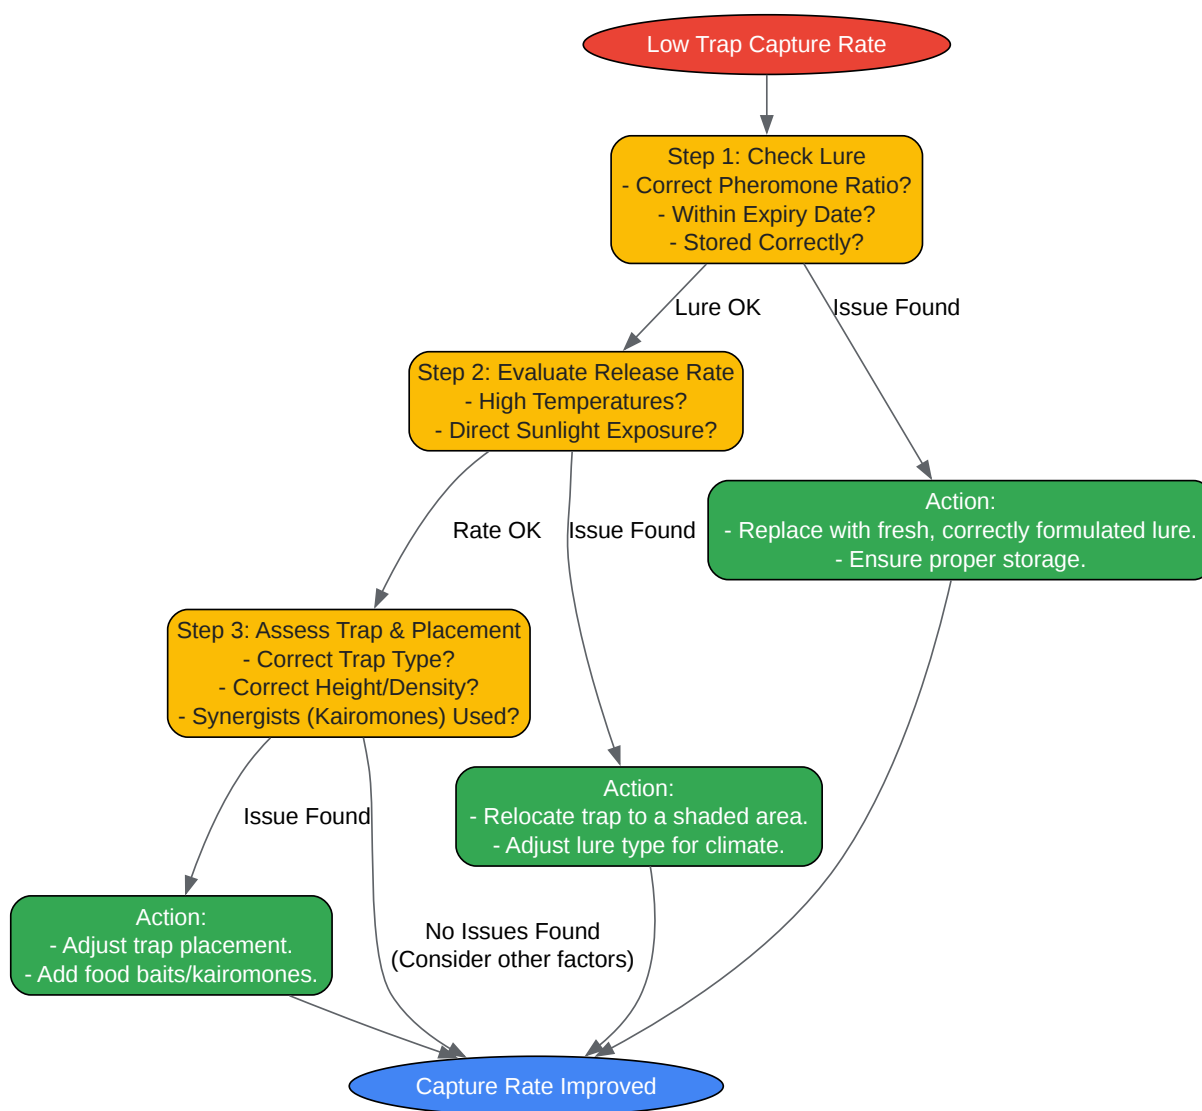 Low Trap Capture Rate
Step 1: Check Lure
- Correct Pheromone Ratio?
- Within Expiry Date?
- Stored Correctly?
Lure OK
Issue Found
Step 2: Evaluate Release Rate
- High Temperatures?
- Direct Sunlight Exposure?
Action:
- Replace with fresh, correctly formulated lure.
- Ensure proper storage.
Rate OK
Issue Found
Step 3: Assess Trap & Placement
- Correct Trap Type?
- Correct Height/Density?
- Synergists (Kairomones) Used?
Action:
- Relocate trap to a shaded area.
- Adjust lure type for climate.
Issue Found
No Issues Found
(Consider other factors)
Action:
- Adjust trap placement.
- Add food baits/kairomones.
Capture Rate Improved